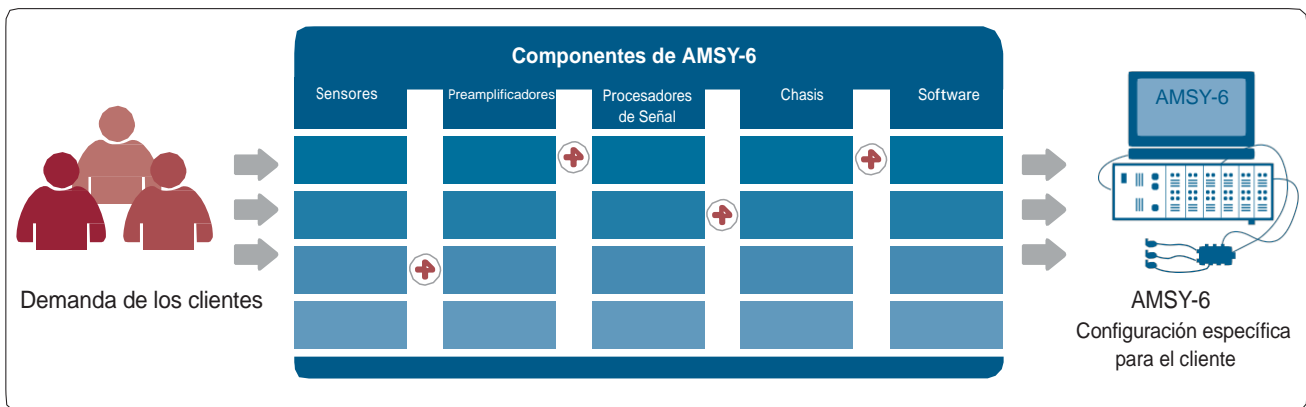 Componentes de AMSY-6
Sensores
Preamplificadores
Procesadores
de Señal
Chasis
Software
AMSY-6
Demanda de los clientes
AMSY-6
Configuración específica
para el cliente